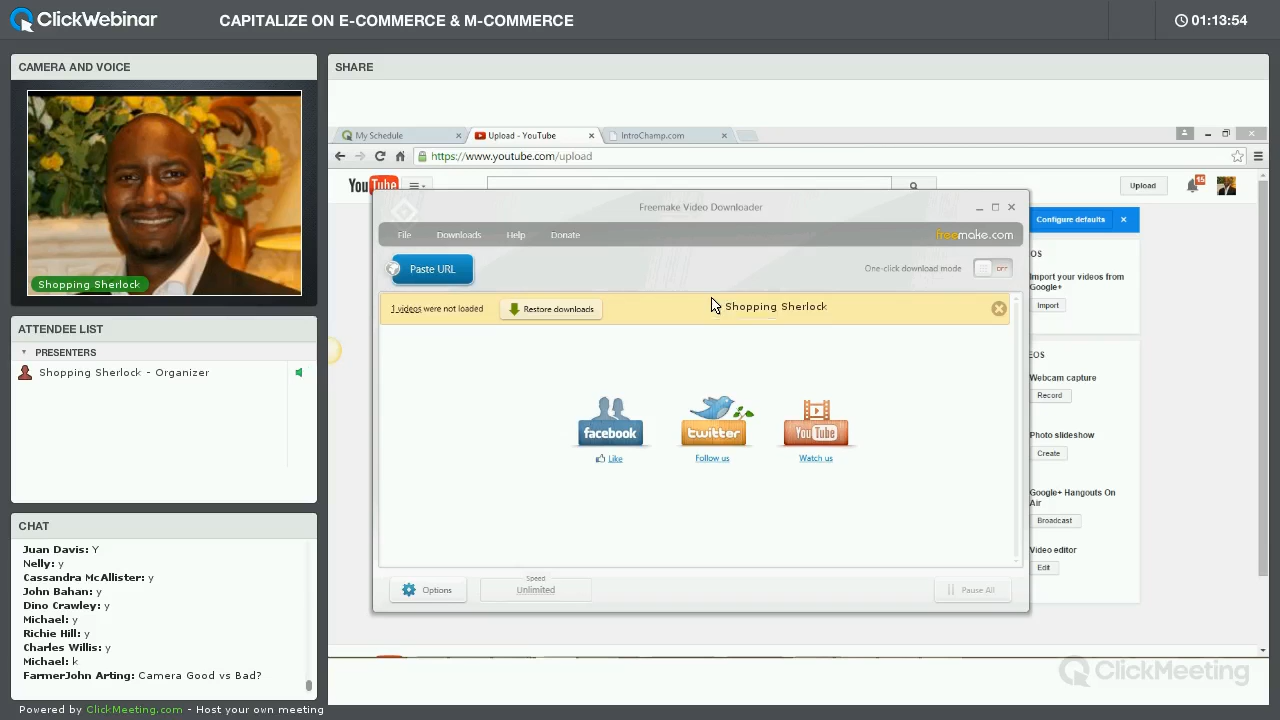 ClickWebinar
CAPITALIZE ON E-COMMERCE & M-COMMERCE
01:13:54
CAMERA AND VOICE
Shopping Sherlock
ATTENDEE LIST
PRESENTERS
Shopping Sherlock - Organizer
CHAT
Juan Davis: Y
Nelly: y
Cassandra McAllister: y
John Bahan: y
Dino Crawley: y
Michael: y
Richie Hill: y
Charles Willis: y
Michael: k
FarmerJohn Arting: Camera Good vs Bad?
Powered by ClickMeeting.com - Host your own meeting
SHARE
My Schedule
Upload - YouTube
IntroChamp.com
https://www.youtube.com/upload
YouTube
Upload
15
Configure defaults
Freemake Video Downloader
File Downloads Help Donate
freemake.com
Paste URL
One-click download mode
OFF
1 videos were not loaded
Restore downloads
Shopping Sherlock
facebook
Like
twitter
Follow us
YouTube
Watch us
Options
Speed
Unlimited
Pause All
OS
Import your videos from
Google+
Import
EOS
Webcam capture
Record
Photo slideshow
Create
Google+ Hangouts On
Air
Broadcast
Video editor
Edit
ClickMeeting